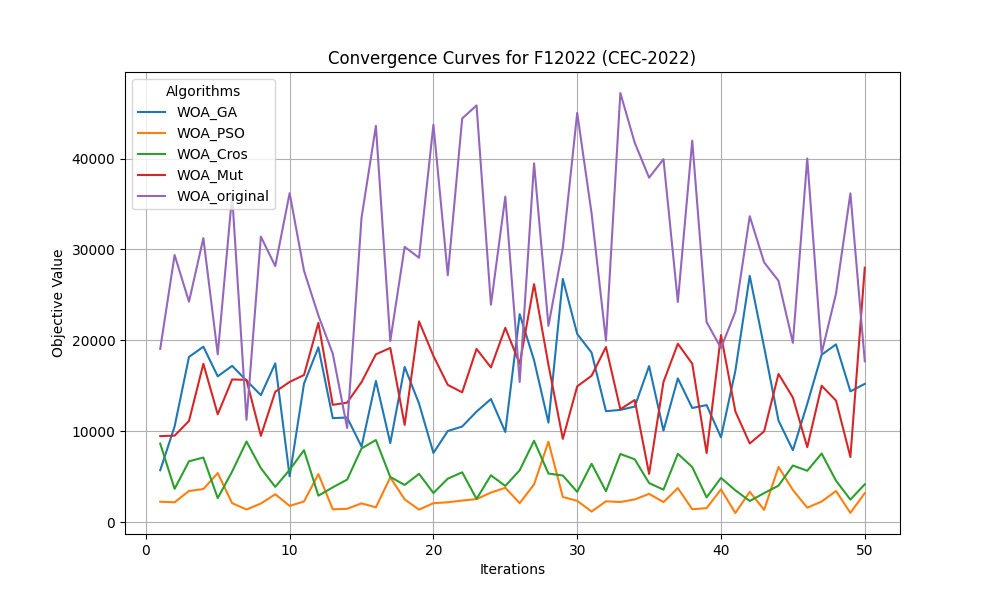 Convergence Curves for F12022 (CEC-2022)
Algorithms
WOA_GA
WOA_PSO
WOA_Cros
WOA_Mut
WOA_original
Objective Value
40000
30000
20000
10000
0
0 10 20 30 40 50
Iterations